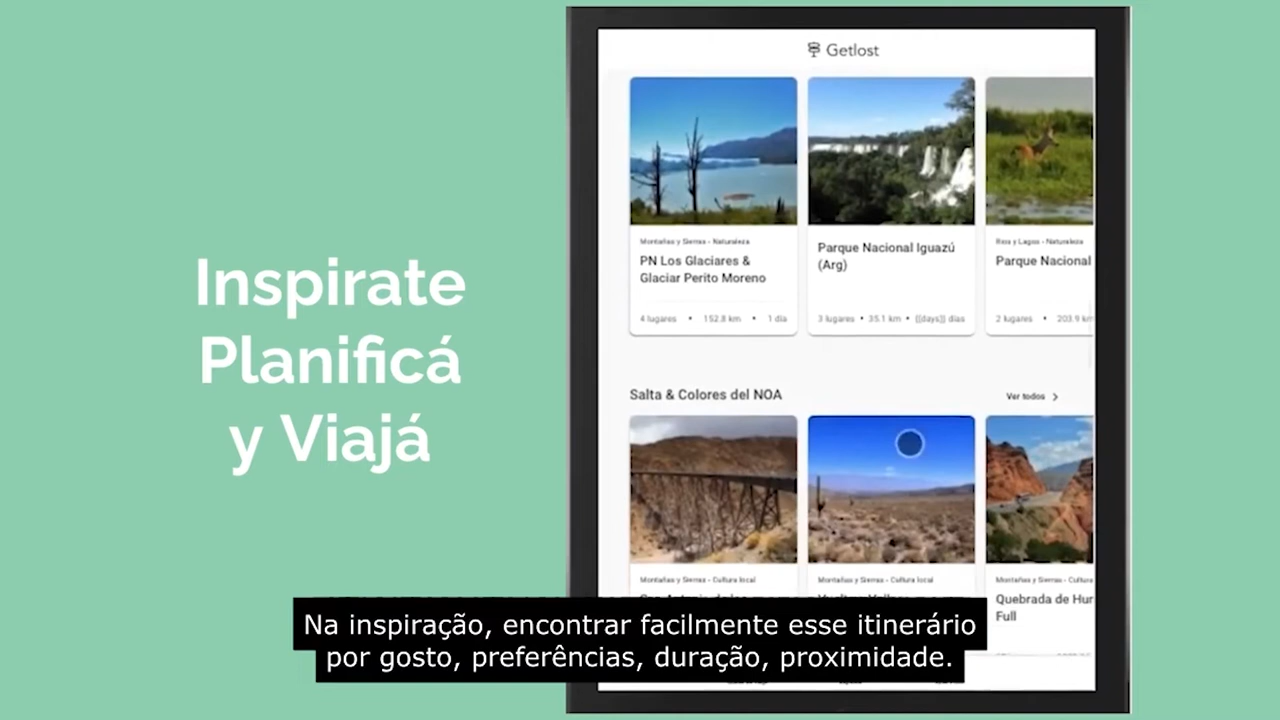 Getlost
Inspirate
Planificá
y Viajá
Montañas y Sierras - Naturaleza
PN Los Glaciares &
Glaciar Perito Moreno
4 lugares • 152.8 km • 1 día
Parque Nacional Iguazú
(Arg)
3 lugares • 35.1 km • {{days}} días
Ríos y Lagos - Naturaleza
Parque Nacional
2 lugares • 203.9 km
Salta & Colores del NOA
Ver todos
Montañas y Sierras - Cultura local
Montañas y Sierras - Cultura local
Montañas y Sierras - Cultura
Quebrada de Hur
Full
Na inspiração, encontrar facilmente esse itinerário
por gosto, preferências, duração, proximidade.